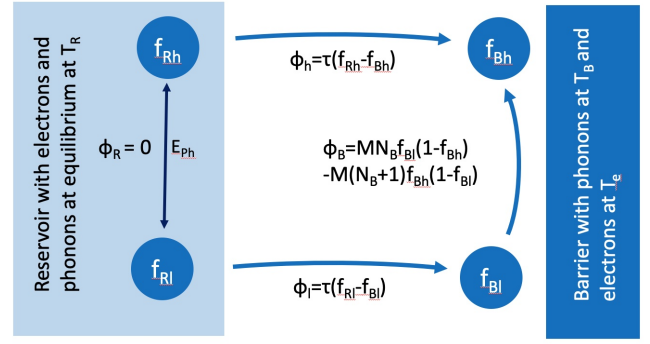 Reservoir with electrons and
phonons at equilibrium at T_R
f_Rh
ϕ_R = 0
E_Ph
f_Rl
ϕ_h=τ(f_Rh-f_Bh)
ϕ_B=MN_Bf_Bl(1-f_Bh)
-M(N_B+1)f_Bh(1-f_Bl)
ϕ_l=τ(f_Rl-f_Bl)
f_Bh
f_Bl
Barrier with phonons at T_B and
electrons at T_e